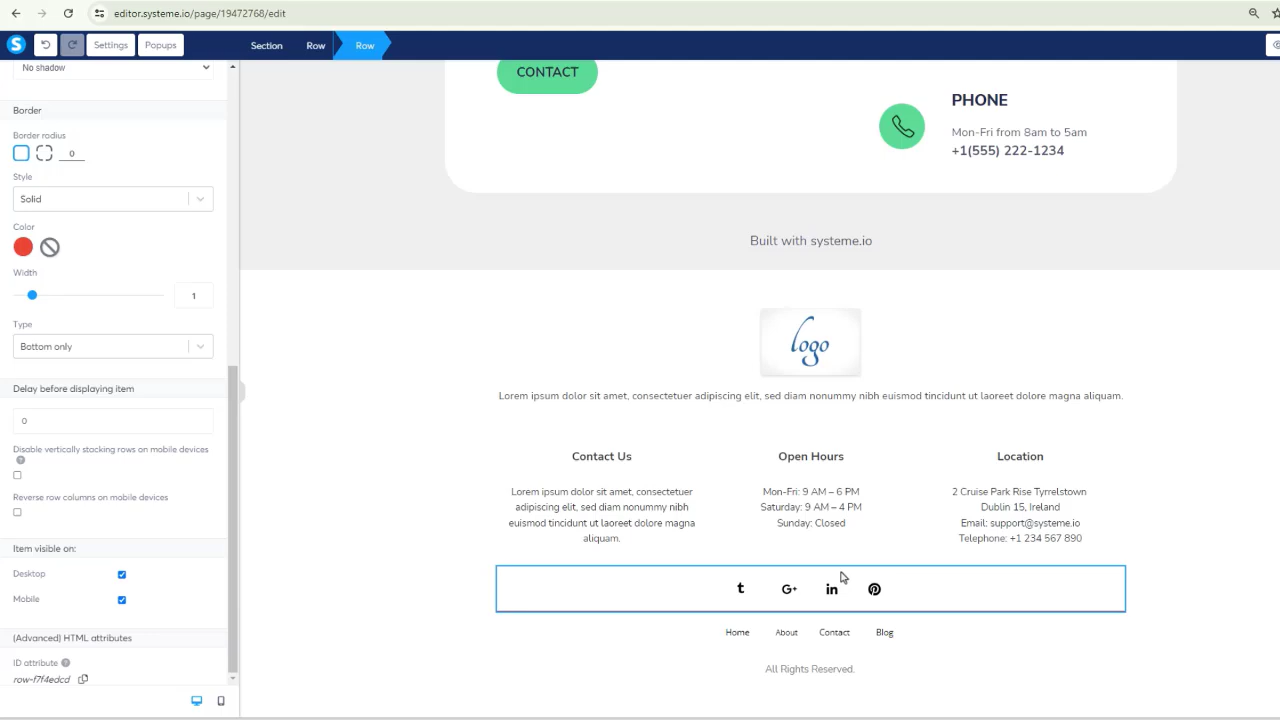 editor.systeme.io/page/19472768/edit
S
Settings
Popups
Section
Row
Row
No shadow
Border
Border radius
0
Style
Solid
Color
Width
1
Type
Bottom only
Delay before displaying item
0
Disable vertically stacking rows on mobile devices
Reverse row columns on mobile devices
Item visible on:
Desktop
Mobile
(Advanced) HTML attributes
ID attribute
row-f7f4edcd
CONTACT
PHONE
Mon-Fri from 8am to 5am
+1(555) 222-1234
Built with systeme.io
logo
Lorem ipsum dolor sit amet, consectetuer adipiscing elit, sed diam nonummy nibh euismod tincidunt ut laoreet dolore magna aliquam.
Contact Us
Lorem ipsum dolor sit amet, consectetuer
adipiscing elit, sed diam nonummy nibh
euismod tincidunt ut laoreet dolore magna
aliquam.
Open Hours
Mon-Fri: 9 AM – 6 PM
Saturday: 9 AM – 4 PM
Sunday: Closed
Location
2 Cruise Park Rise Tyrrelstown
Dublin 15, Ireland
Email: support@systeme.io
Telephone: +1 234 567 890
t G+ in
Home About Contact Blog
All Rights Reserved.